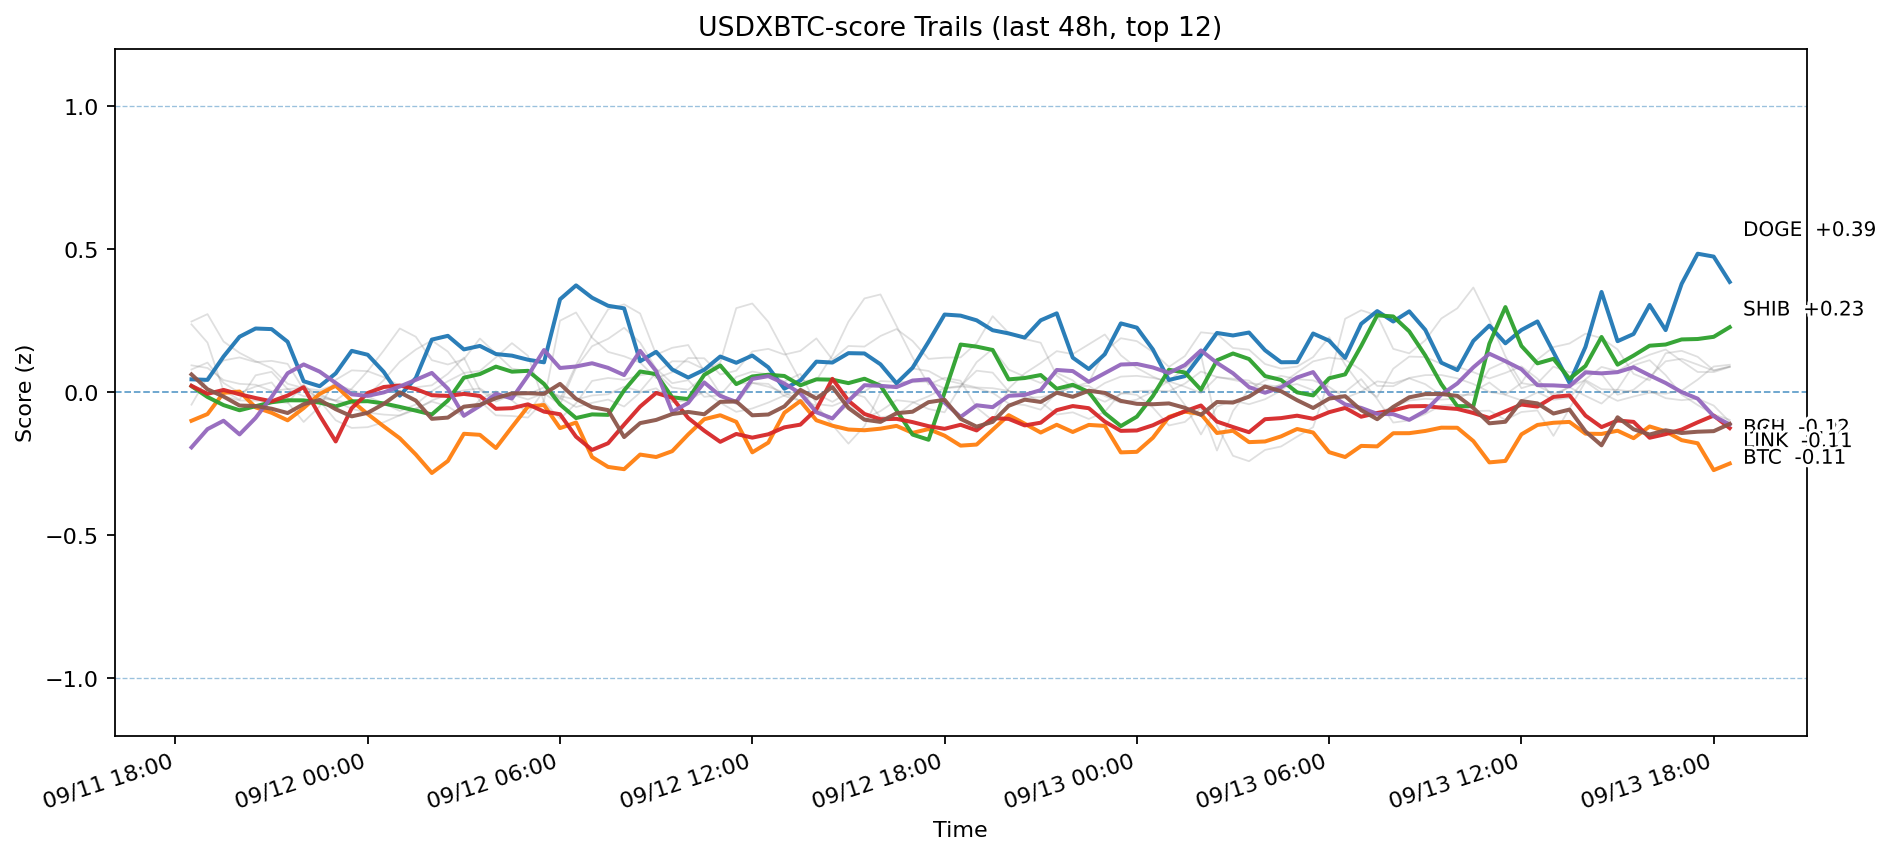 USDXBTC-score Trails (last 48h, top 12)
1.0
0.5
0.0
−0.5
−1.0
Score (z)
DOGE +0.39
SHIB +0.23
BCH -0.12
LINK -0.11
BTC -0.11
09/11 18:00
09/12 00:00
09/12 06:00
09/12 12:00
09/12 18:00
09/13 00:00
09/13 06:00
09/13 12:00
09/13 18:00
Time